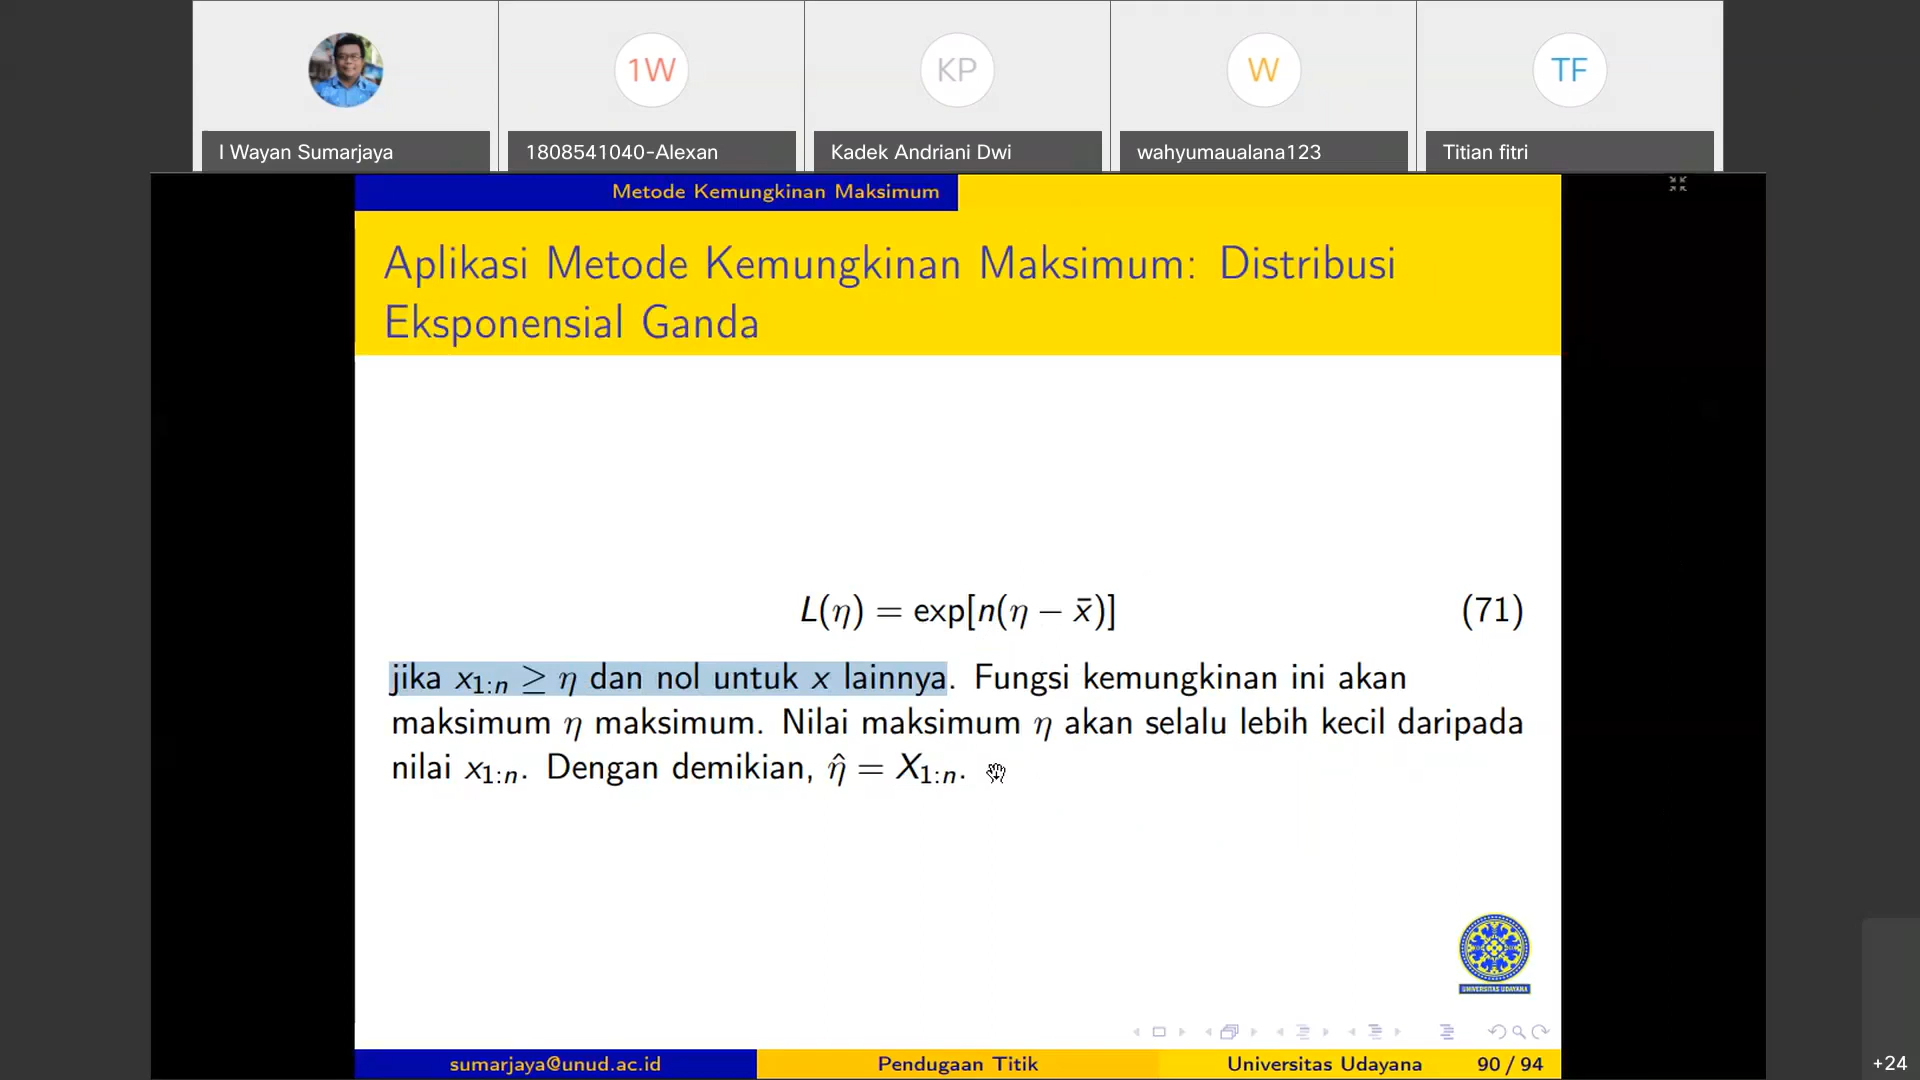 1W
KP
W
TF
I Wayan Sumarjaya
1808541040-Alexan
Kadek Andriani Dwi
wahyumaualana123
Titian fitri
Metode Kemungkinan Maksimum
Aplikasi Metode Kemungkinan Maksimum: Distribusi
Eksponensial Ganda
L(η) = exp[n(η − x̄)] (71)
jika x₁:ₙ ≥ η dan nol untuk x lainnya. Fungsi kemungkinan ini akan
maksimum η maksimum. Nilai maksimum η akan selalu lebih kecil daripada
nilai x₁:ₙ. Dengan demikian, η̂ = X₁:ₙ.
UNIVERSITAS UDAYANA
sumarjaya@unud.ac.id Pendugaan Titik Universitas Udayana 90 / 94
+24